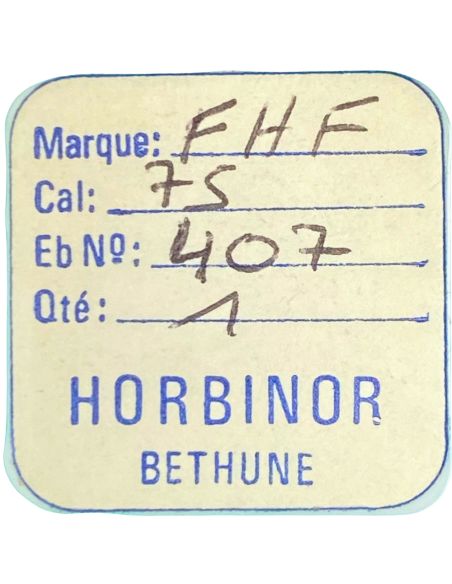 Marque: FHF
Cal: 75
Eb Nº: 407
Qté: 1
HORBINOR
BETHUNE